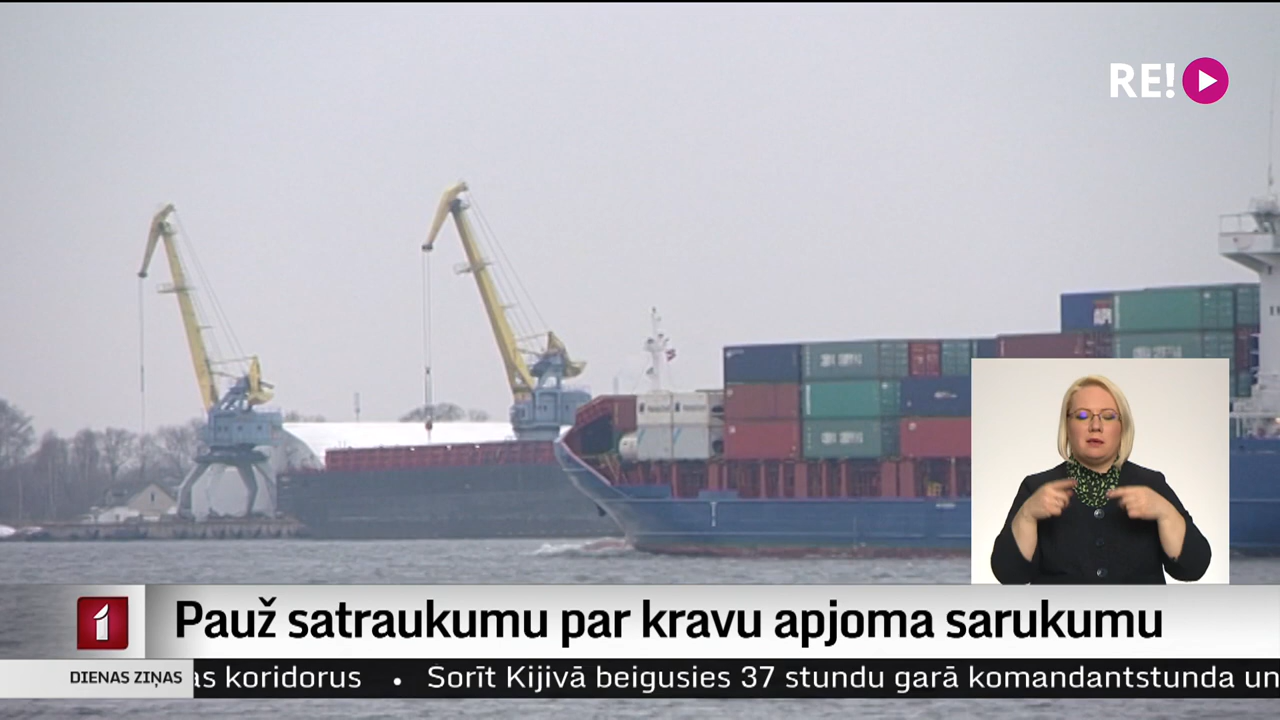 RE!
1
Pauž satraukumu par kravu apjoma sarukumu
DIENAS ZIŅAS
as koridorus • Sorīt Kijivā beigusies 37 stundu garā komandantstunda un